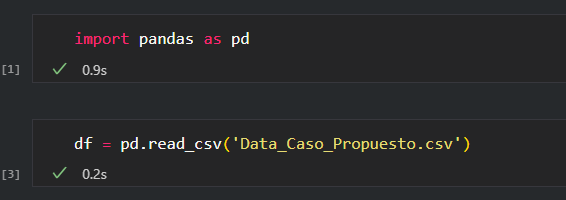 import pandas as pd
[1]
0.9s
df = pd.read_csv('Data_Caso_Propuesto.csv')
[3]
0.2s